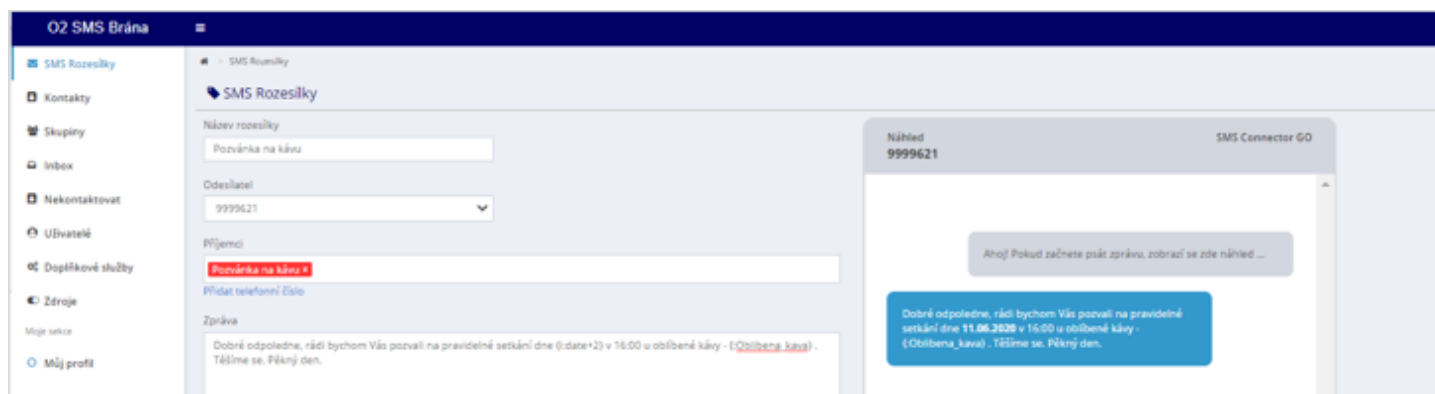 O2 SMS Brána
SMS Rozesílky
Kontakty
Skupiny
Inbox
Nekontaktovat
Uživatelé
Doplňkové služby
Zdroje
Moje sekce
Můj profil
> SMS Rozesílky
SMS Rozesílky
Název rozesílky
Pozvánka na kávu
Odesílatel
9999621
Příjemci
Pozvánka na kávu ×
Přidat telefonní číslo
Zpráva
Dobré odpoledne, rádi bychom Vás pozvali na pravidelné setkání dne (i:date+2) v 16:00 u oblíbené kávy - (:Oblibena_kava) .
Těšíme se. Pěkný den.
Náhled SMS Connector GO
9999621
Ahoj! Pokud začnete psát zprávu, zobrazí se zde náhled ...
Dobré odpoledne, rádi bychom Vás pozvali na pravidelné
setkání dne 11.06.2020 v 16:00 u oblíbené kávy -
(:Oblibena_kava) . Těšíme se. Pěkný den.